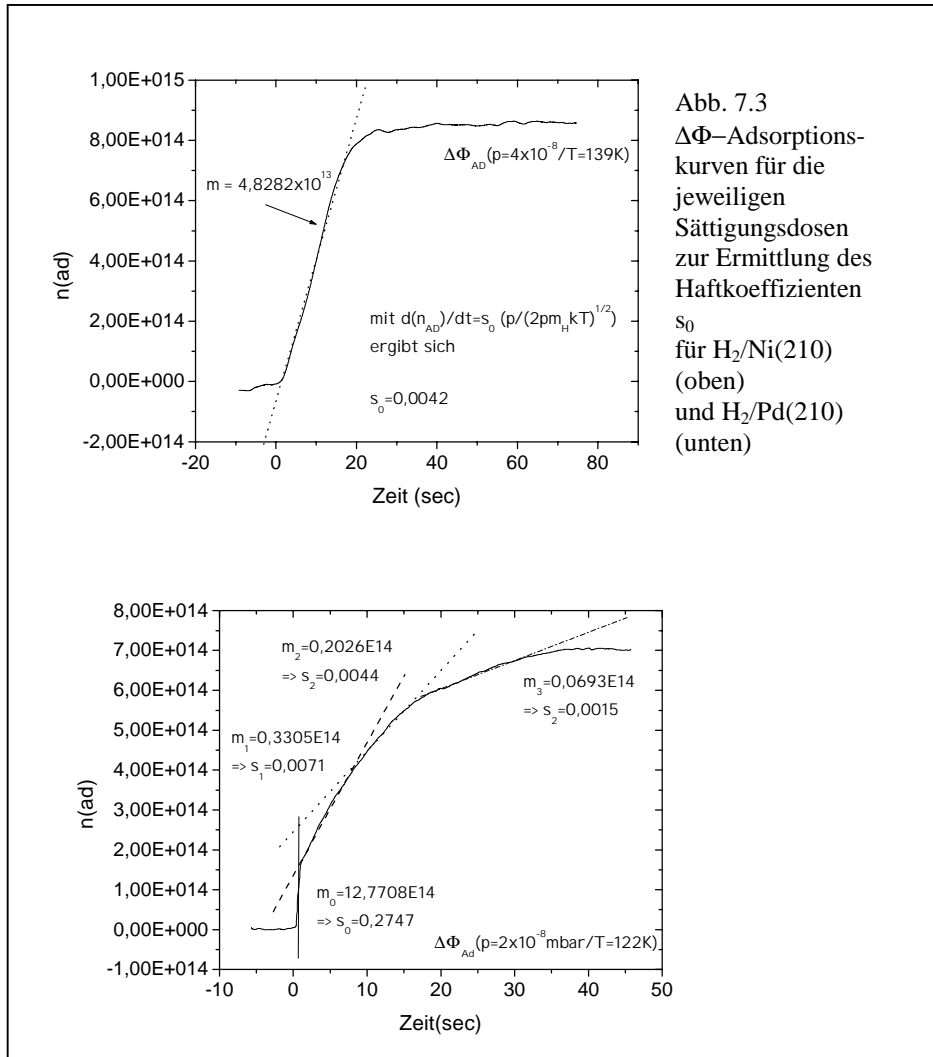 1,00E+015
8,00E+014
6,00E+014
4,00E+014
2,00E+014
0,00E+000
-2,00E+014
n(ad)
-20 0 20 40 60 80
Zeit (sec)
ΔΦ_AD(p=4x10^-8/T=139K)
m = 4,8282x10^13
mit d(n_AD)/dt=s_0 (p/(2pm_HkT)^1/2)
ergibt sich
s_0=0,0042
Abb. 7.3
ΔΦ−Adsorptions-
kurven für die
jeweiligen
Sättigungsdosen
zur Ermittlung des
Haftkoeffizienten
s_0
für H_2/Ni(210)
(oben)
und H_2/Pd(210)
(unten)
8,00E+014
7,00E+014
6,00E+014
5,00E+014
4,00E+014
3,00E+014
2,00E+014
1,00E+014
0,00E+000
-1,00E+014
n(ad)
-10 0 10 20 30 40 50
Zeit(sec)
m_2=0,2026E14
=> s_2=0,0044
m_3=0,0693E14
=> s_2=0,0015
m_1=0,3305E14
=> s_1=0,0071
m_0=12,7708E14
=> s_0=0,2747
ΔΦ_Ad(p=2x10^-8mbar/T=122K)